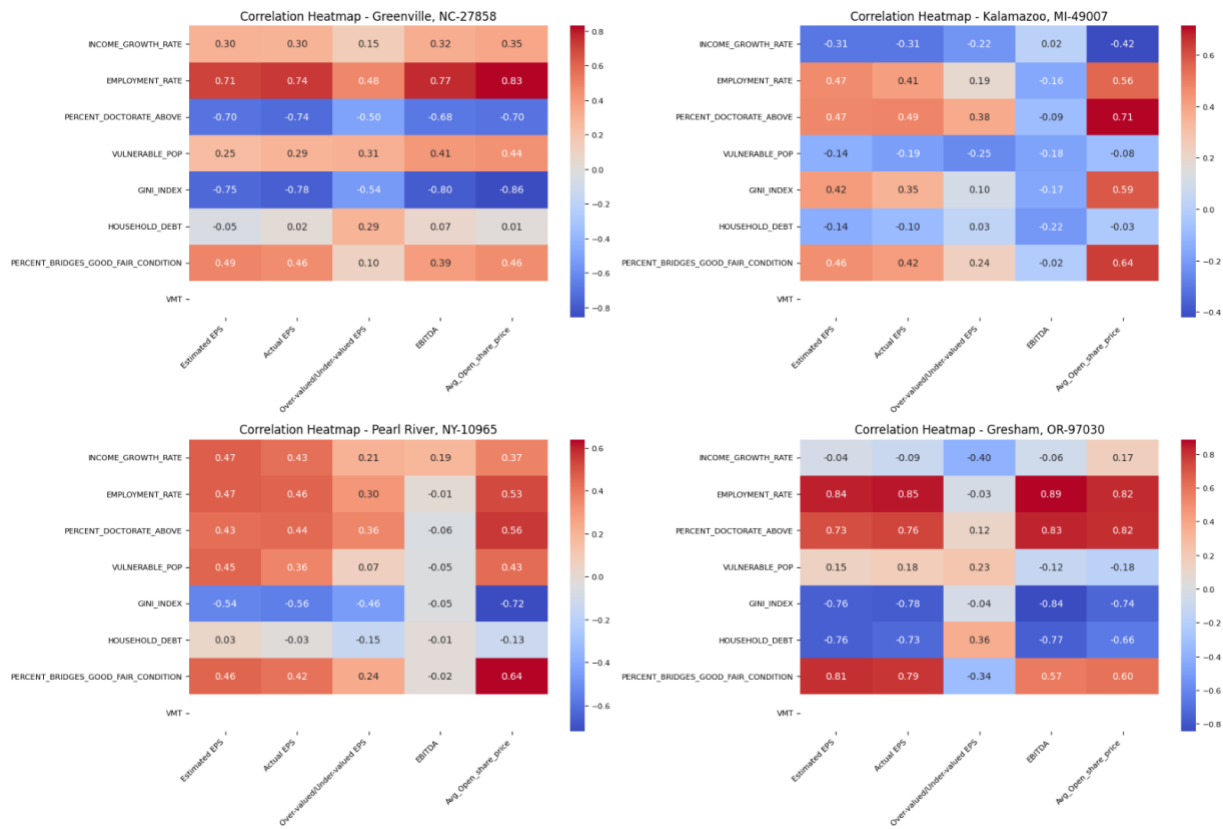 Correlation Heatmap - Greenville, NC-27858
INCOME_GROWTH_RATE 0.30 0.30 0.15 0.32 0.35
EMPLOYMENT_RATE 0.71 0.74 0.48 0.77 0.83
PERCENT_DOCTORATE_ABOVE -0.70 -0.74 -0.50 -0.68 -0.70
VULNERABLE_POP 0.25 0.29 0.31 0.41 0.44
GINI_INDEX -0.75 -0.78 -0.54 -0.80 -0.86
HOUSEHOLD_DEBT -0.05 0.02 0.29 0.07 0.01
PERCENT_BRIDGES_GOOD_FAIR_CONDITION 0.49 0.46 0.10 0.39 0.46
VMT
Estimated EPS
Actual EPS
Over-valued/Under-valued EPS
EBITDA
Avg_Open_share_price
0.8
0.6
0.4
0.2
0.0
−0.2
−0.4
−0.6
−0.8
Correlation Heatmap - Kalamazoo, MI-49007
INCOME_GROWTH_RATE -0.31 -0.31 -0.22 0.02 -0.42
EMPLOYMENT_RATE 0.47 0.41 0.19 -0.16 0.56
PERCENT_DOCTORATE_ABOVE 0.47 0.49 0.38 -0.09 0.71
VULNERABLE_POP -0.14 -0.19 -0.25 -0.18 -0.08
GINI_INDEX 0.42 0.35 0.10 -0.17 0.59
HOUSEHOLD_DEBT -0.14 -0.10 0.03 -0.22 -0.03
PERCENT_BRIDGES_GOOD_FAIR_CONDITION 0.46 0.42 0.24 -0.02 0.64
VMT
Estimated EPS
Actual EPS
Over-valued/Under-valued EPS
EBITDA
Avg_Open_share_price
0.6
0.4
0.2
0.0
−0.2
−0.4
Correlation Heatmap - Pearl River, NY-10965
INCOME_GROWTH_RATE 0.47 0.43 0.21 0.19 0.37
EMPLOYMENT_RATE 0.47 0.46 0.30 -0.01 0.53
PERCENT_DOCTORATE_ABOVE 0.43 0.44 0.36 -0.06 0.56
VULNERABLE_POP 0.45 0.36 0.07 -0.05 0.43
GINI_INDEX -0.54 -0.56 -0.46 -0.05 -0.72
HOUSEHOLD_DEBT 0.03 -0.03 -0.15 -0.01 -0.13
PERCENT_BRIDGES_GOOD_FAIR_CONDITION 0.46 0.42 0.24 -0.02 0.64
VMT
Estimated EPS
Actual EPS
Over-valued/Under-valued EPS
EBITDA
Avg_Open_share_price
0.6
0.4
0.2
0.0
−0.2
−0.4
−0.6
Correlation Heatmap - Gresham, OR-97030
INCOME_GROWTH_RATE -0.04 -0.09 -0.40 -0.06 0.17
EMPLOYMENT_RATE 0.84 0.85 -0.03 0.89 0.82
PERCENT_DOCTORATE_ABOVE 0.73 0.76 0.12 0.83 0.82
VULNERABLE_POP 0.15 0.18 0.23 -0.12 -0.18
GINI_INDEX -0.76 -0.78 -0.04 -0.84 -0.74
HOUSEHOLD_DEBT -0.76 -0.73 0.36 -0.77 -0.66
PERCENT_BRIDGES_GOOD_FAIR_CONDITION 0.81 0.79 -0.34 0.57 0.60
VMT
Estimated EPS
Actual EPS
Over-valued/Under-valued EPS
EBITDA
Avg_Open_share_price
0.8
0.6
0.4
0.2
0.0
−0.2
−0.4
−0.6
−0.8